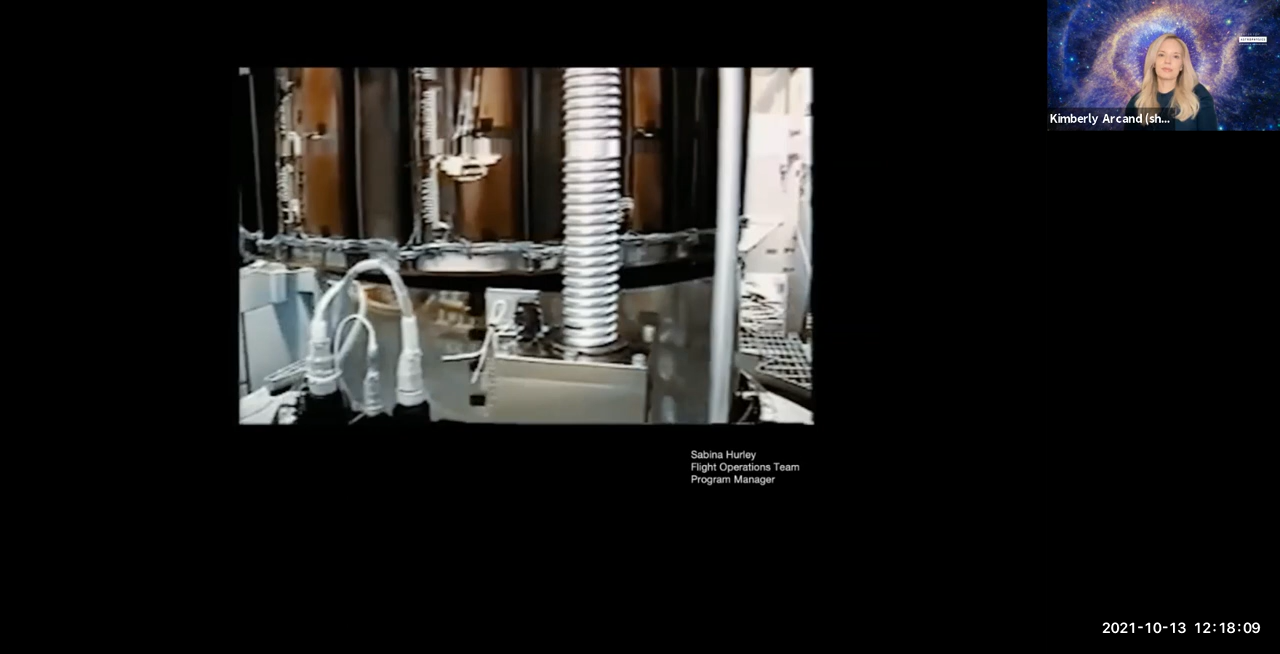 Kimberly Arcand (sh...
Sabina Hurley
Flight Operations Team
Program Manager
2021-10-13 12:18:09